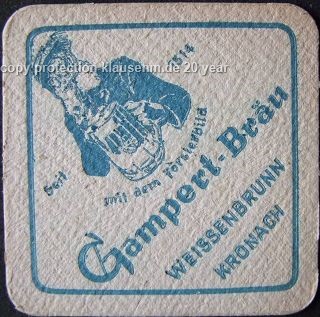 copy protection klausehm.de 20 year
Seit 1514
mit dem Försterbild
Gampert-Bräu
WEISSENBRUNN
KRONACH